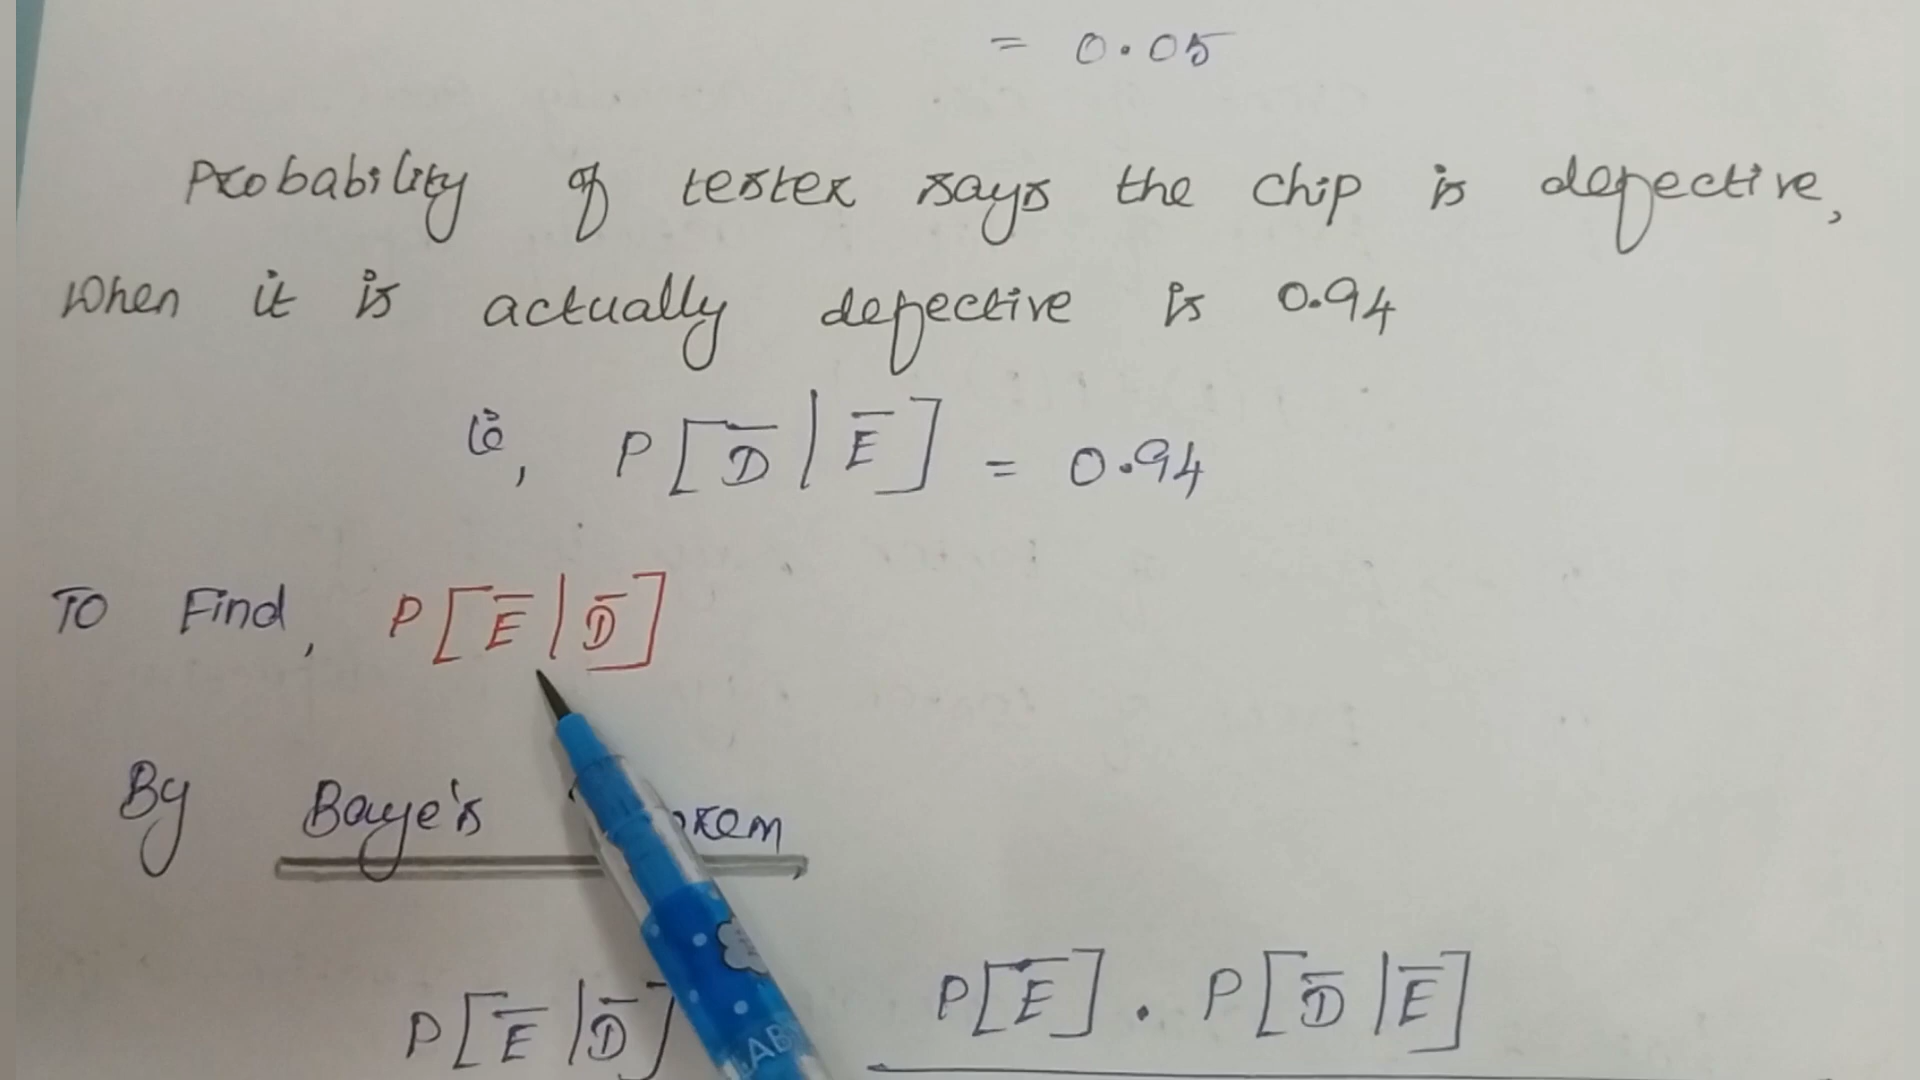 = 0.05
Probability of tester says the chip is defective,
when it is actually defective is 0.94
ie, P[D̅|E̅] = 0.94
To Find, P[E̅|D̅]
By Baye's
P[E̅|D̅] P[E̅] . P[D̅|E̅]
LAB